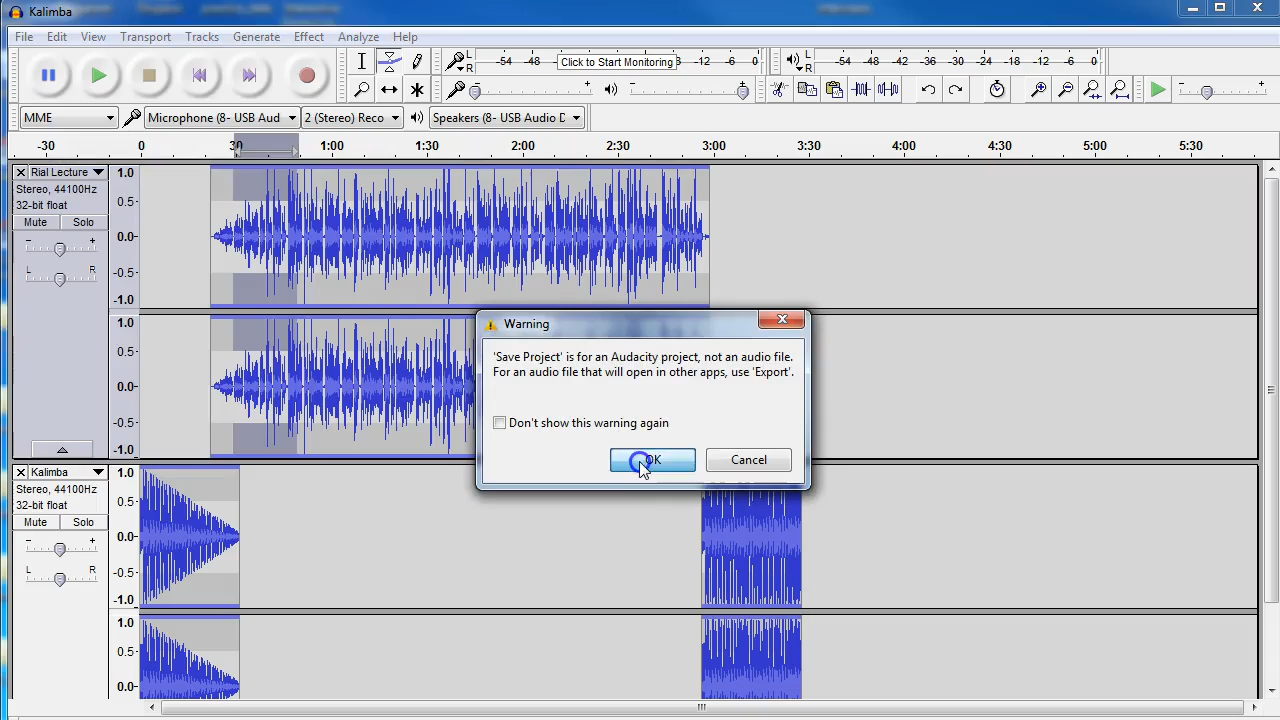 Kalimba
File Edit View Transport Tracks Generate Effect Analyze Help
L
R
-54 -48 Click to Start Monitoring -18 -12 -6 0
L
R
-54 -48 -42 -36 -30 -24 -18 -12 -6 0
MME
Microphone (8- USB Aud
2 (Stereo) Reco
Speakers (8- USB Audio D
-30 0 30 1:00 1:30 2:00 2:30 3:00 3:30 4:00 4:30 5:00 5:30
Rial Lecture
Stereo, 44100Hz
32-bit float
Mute Solo
- +
L R
1.0
0.5-
0.0-
-0.5-
-1.0
1.0
0.5-
0.0-
-0.5-
-1.0
Warning
'Save Project' is for an Audacity project, not an audio file.
For an audio file that will open in other apps, use 'Export'.
Don't show this warning again
OK
Cancel
Kalimba
Stereo, 44100Hz
32-bit float
Mute Solo
- +
L R
1.0
0.5-
0.0-
-0.5-
-1.0
1.0
0.5-
0.0-